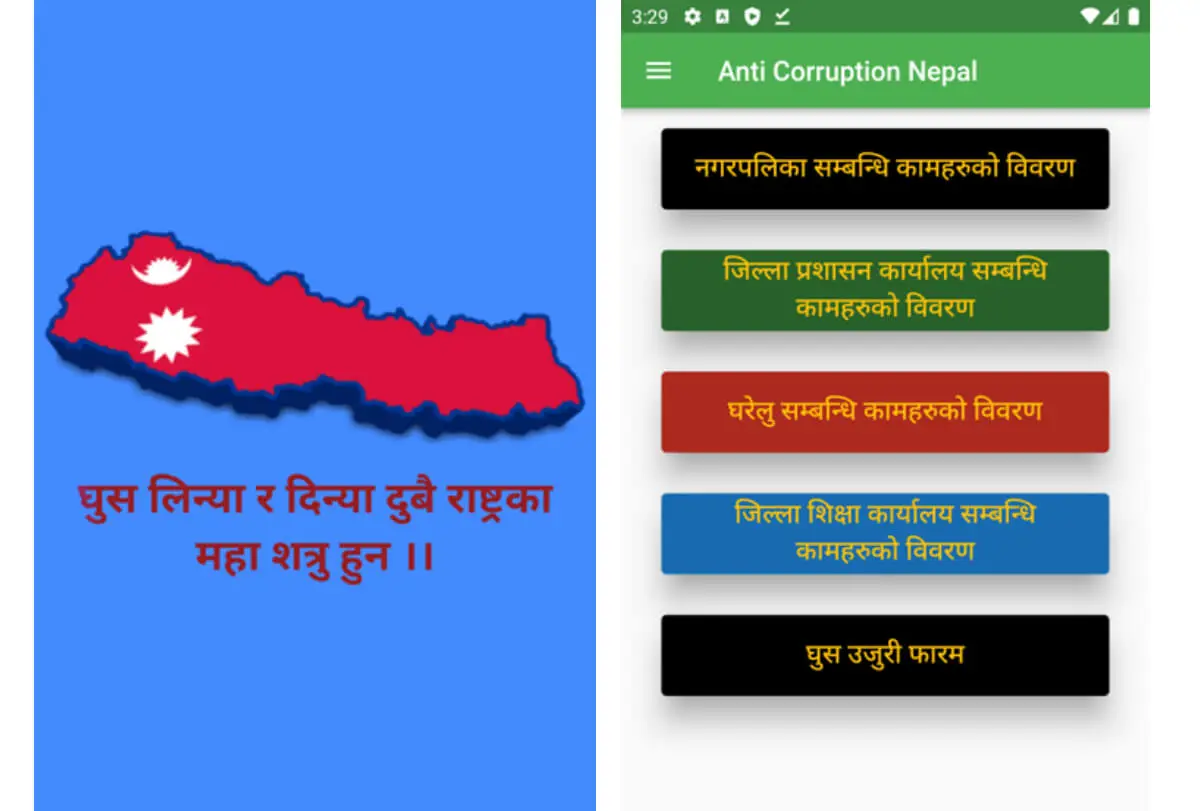 घुस लिन्या र दिन्या दुबै राष्ट्रका
महा शत्रु हुन ।।
3:29
Anti Corruption Nepal
नगरपलिका सम्बन्धि कामहरुको विवरण
जिल्ला प्रशासन कार्यालय सम्बन्धि
कामहरुको विवरण
घरेलु सम्बन्धि कामहरुको विवरण
जिल्ला शिक्षा कार्यालय सम्बन्धि
कामहरुको विवरण
घुस उजुरी फारम